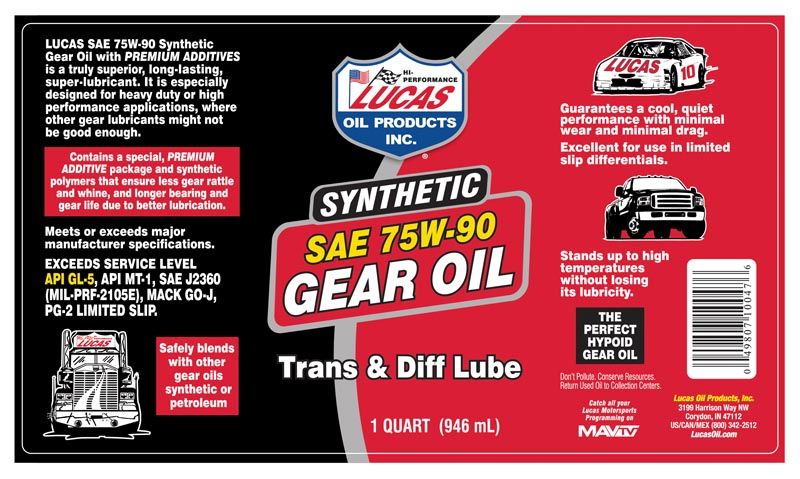 LUCAS SAE 75W-90 Synthetic
Gear Oil with PREMIUM ADDITIVES
is a truly superior, long-lasting,
super-lubricant. It is especially
designed for heavy duty or high
performance applications, where
other gear lubricants might not
be good enough.
Contains a special, PREMIUM
ADDITIVE package and synthetic
polymers that ensure less gear rattle
and whine, and longer bearing and
gear life due to better lubrication.
Meets or exceeds major
manufacturer specifications.
EXCEEDS SERVICE LEVEL
API GL-5, API MT-1, SAE J2360
(MIL-PRF-2105E), MACK GO-J,
PG-2 LIMITED SLIP.
LUCAS
Safely blends
with other
gear oils
synthetic or
petroleum
HI-
PERFORMANCE
LUCAS
OIL PRODUCTS
INC.
®
SYNTHETIC
SAE 75W-90
GEAR OIL
Trans & Diff Lube
1 QUART (946 mL)
LUCAS
10
Guarantees a cool, quiet
performance with minimal
wear and minimal drag.
Excellent for use in limited
slip differentials.
Stands up to high
temperatures
without losing
its lubricity.
THE
PERFECT
HYPOID
GEAR OIL
Don't Pollute. Conserve Resources.
Return Used Oil to Collection Centers.
Catch all your
Lucas Motorsports
Programming on
MAVTV
0 49807 10047 6
Lucas Oil Products, Inc.
3199 Harrison Way NW
Corydon, IN 47112
US/CAN/MEX (800) 342-2512
LucasOil.com